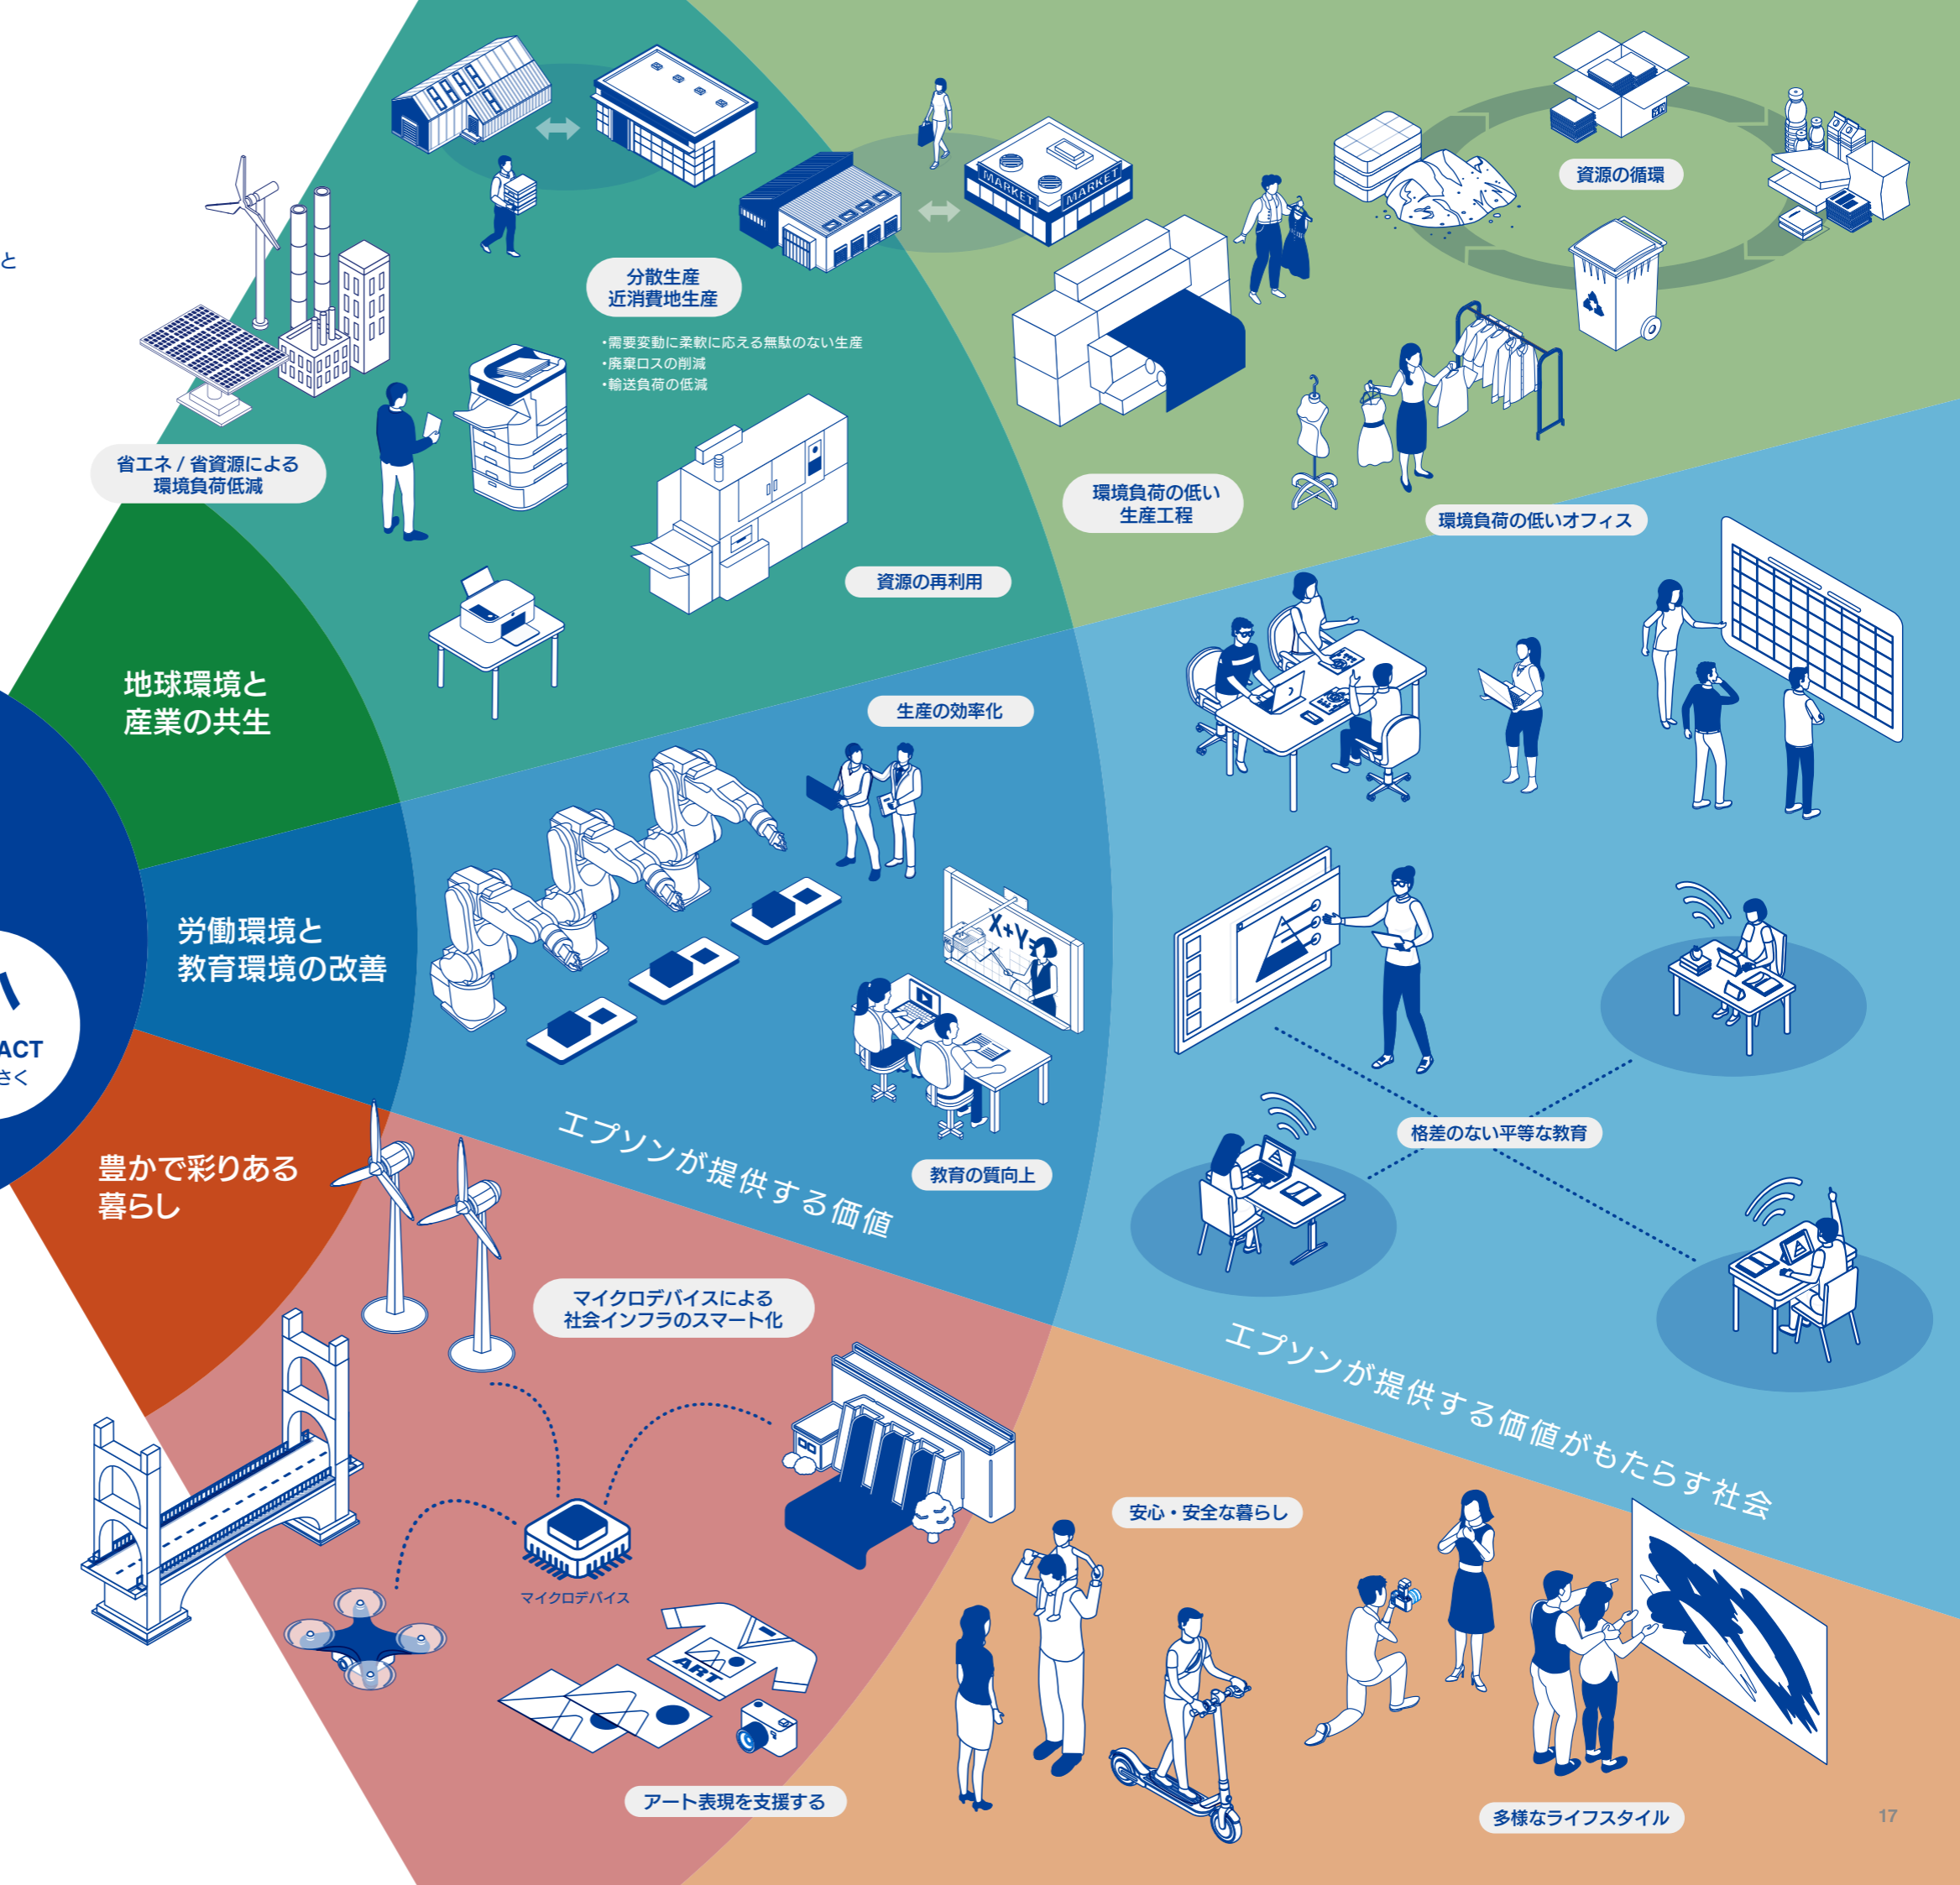 と
MARKET
MARKET
資源の循環
分散生産
近消費地生産
・需要変動に柔軟に応える無駄のない生産
・廃棄ロスの削減
・輸送負荷の低減
省エネ / 省資源による
環境負荷低減
環境負荷の低い
生産工程
環境負荷の低いオフィス
資源の再利用
地球環境と
産業の共生
生産の効率化
労働環境と
教育環境の改善
X+Y=
ACT
さく
格差のない平等な教育
教育の質向上
エプソンが提供する価値
豊かで彩りある
暮らし
マイクロデバイスによる
社会インフラのスマート化
エプソンが提供する価値がもたらす社会
安心・安全な暮らし
マイクロデバイス
ART
アート表現を支援する
多様なライフスタイル
17